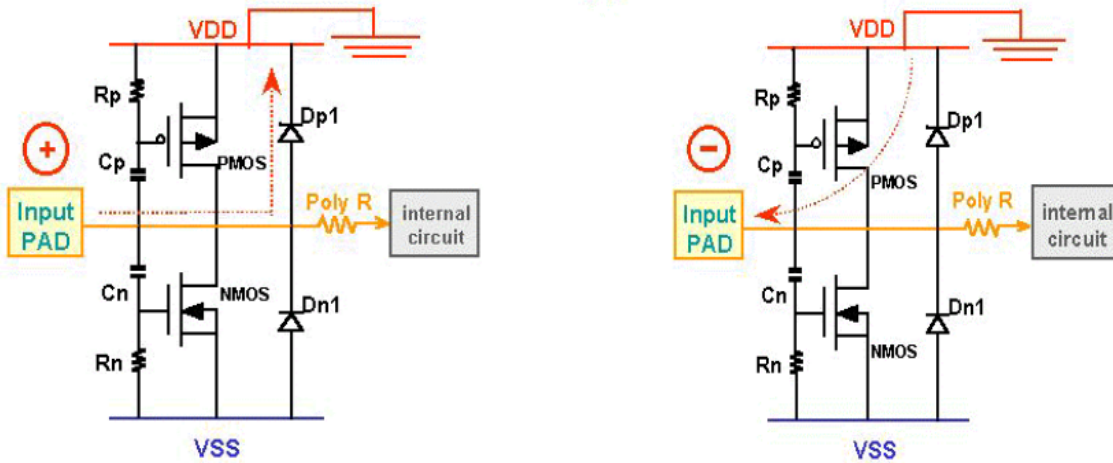 VDD
Rp
Dp1
+
Cp
PMOS
Input
PAD
Poly R
internal
circuit
Cn
NMOS
Dn1
Rn
VSS
VDD
Rp
Dp1
−
Cp
PMOS
Input
PAD
Poly R
internal
circuit
Cn
Dn1
NMOS
Rn
VSS